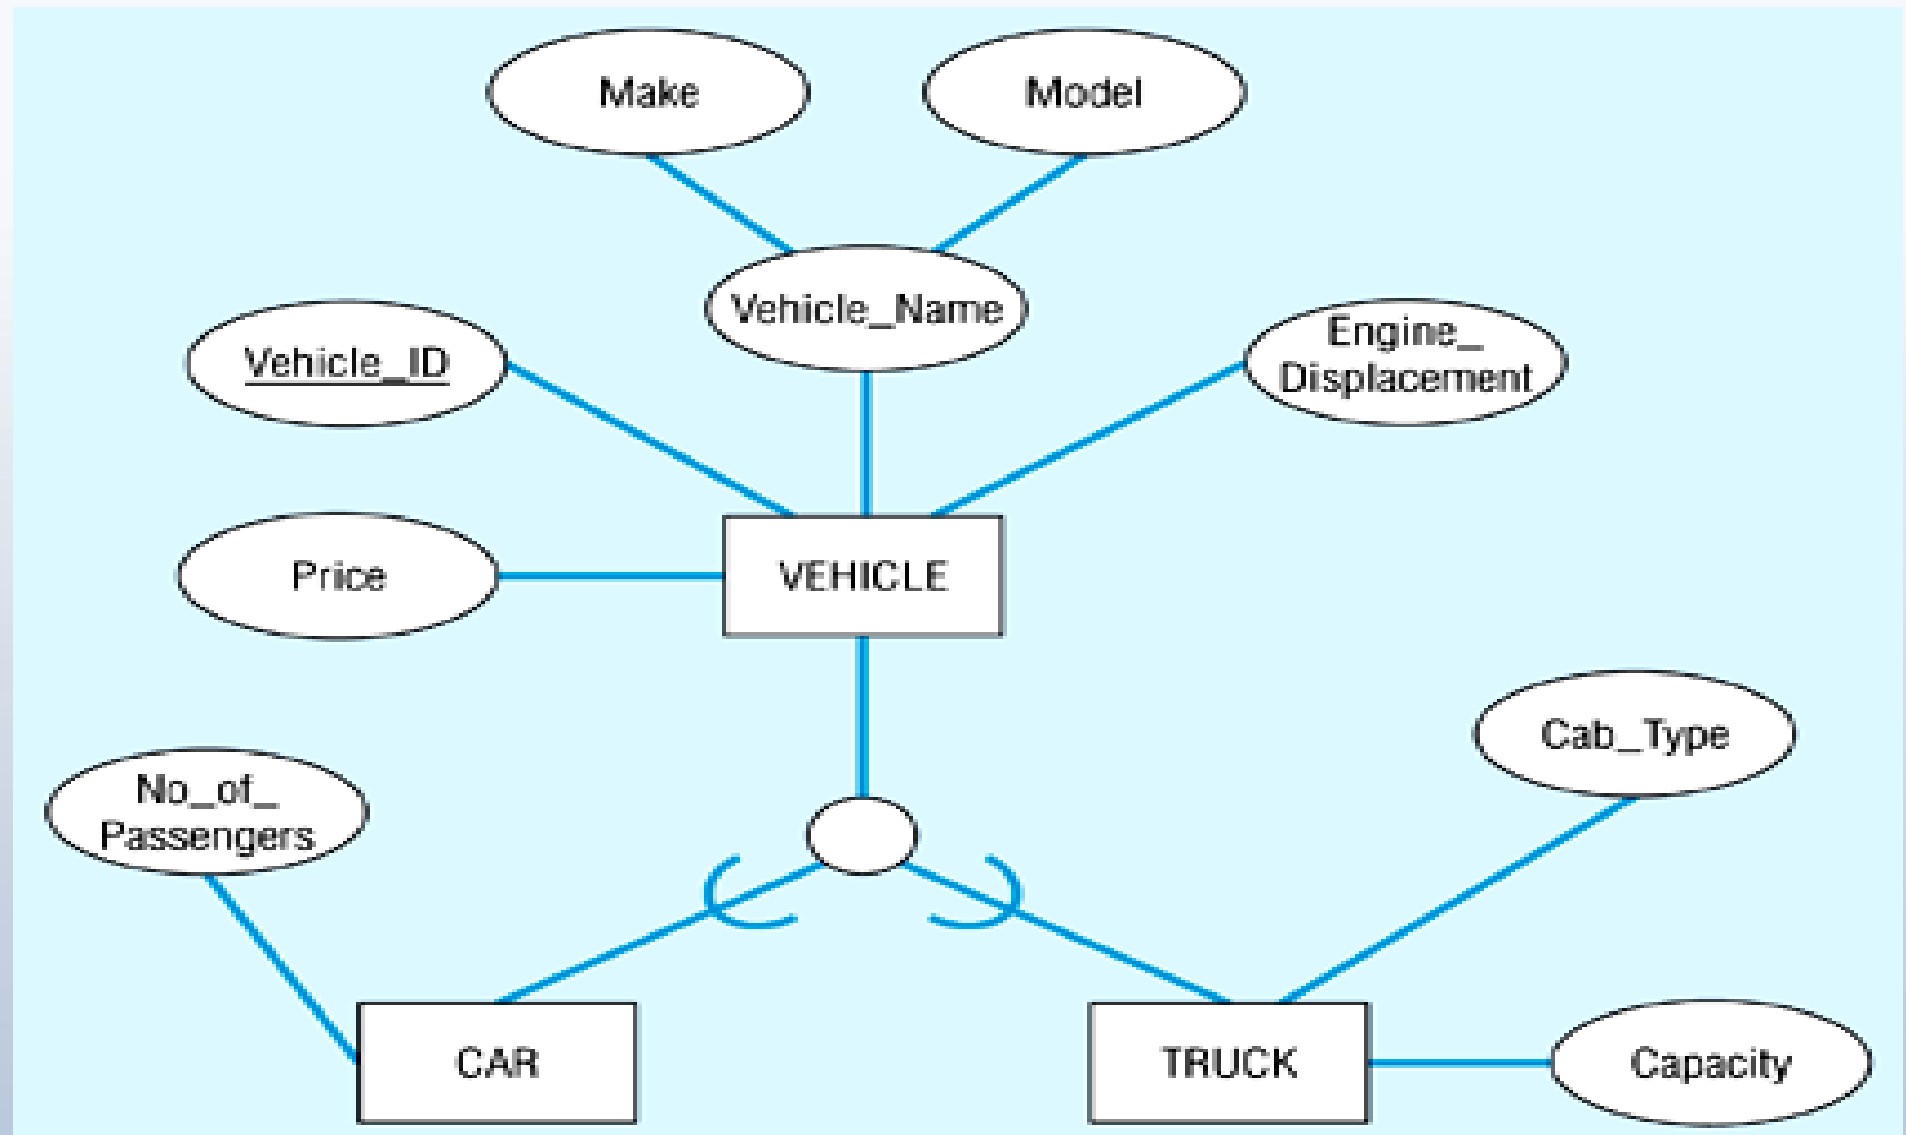 Make
Model
Vehicle_Name
Vehicle_ID
Engine_
Displacement
Price
VEHICLE
Cab_Type
No_of_
Passengers
CAR
TRUCK
Capacity